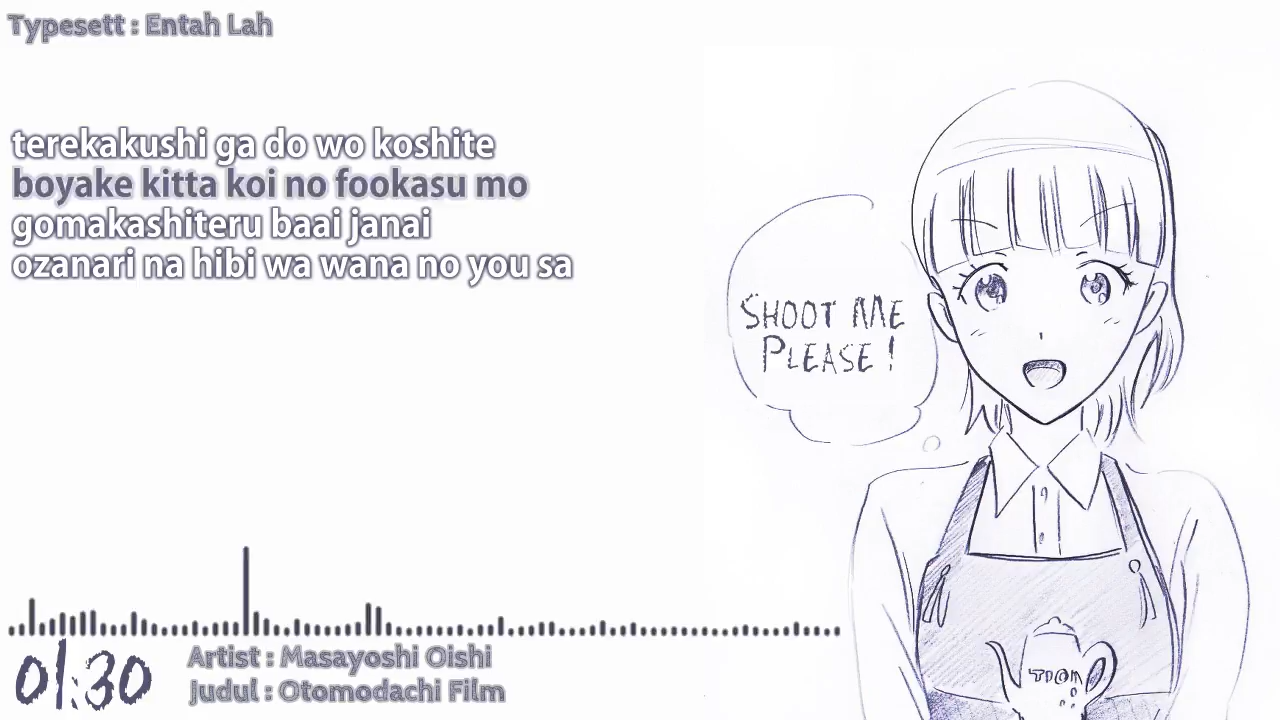 Typesett : Entah Lah
terekakushi ga do wo koshite
boyake kitta koi no fookasu mo
gomakashiteru baai janai
ozanari na hibi wa wana no you sa
SHOOT ME
PLEASE !
TION
01:30
Artist : Masayoshi Oishi
Judul : Otomodachi Film